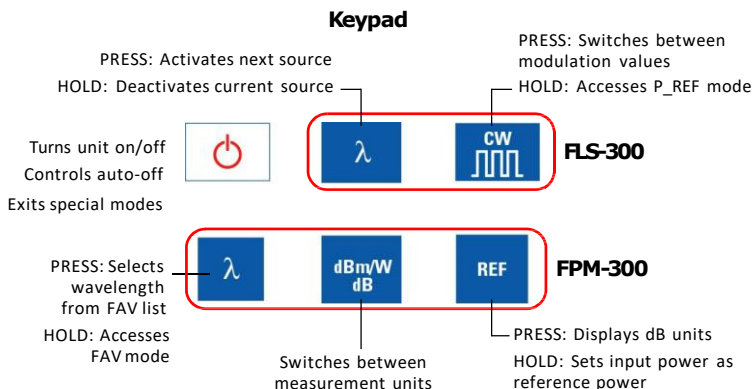 Keypad
PRESS: Activates next source
HOLD: Deactivates current source
PRESS: Switches between
modulation values
HOLD: Accesses P_REF mode
Turns unit on/off
Controls auto-off
Exits special modes
λ
CW
FLS-300
PRESS: Selects
wavelength
from FAV list
HOLD: Accesses
FAV mode
λ
dBm/W
dB
REF
FPM-300
Switches between
measurement units
PRESS: Displays dB units
HOLD: Sets input power as
reference power